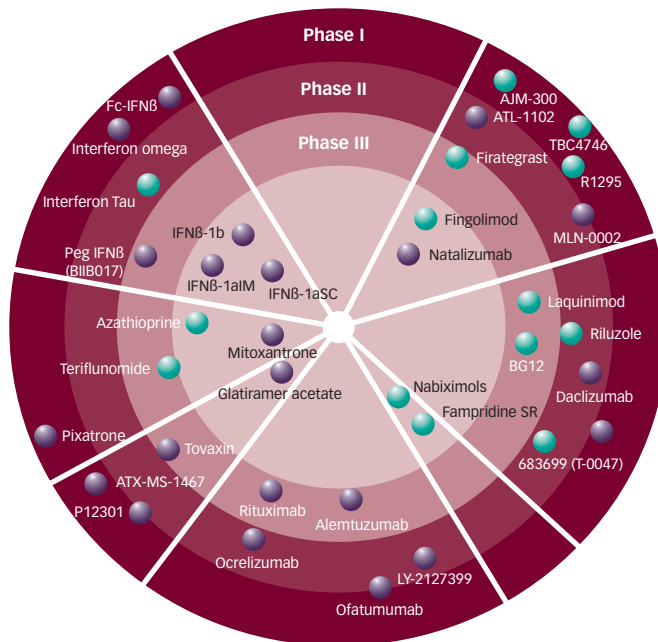 Phase I
Phase II
Phase III
Fc-IFNß
Interferon omega
Interferon Tau
Peg IFNß
(BIIB017)
IFNß-1b
IFNß-1aIM
IFNß-1aSC
AJM-300
ATL-1102
TBC4746
Firategrast
R1295
MLN-0002
Fingolimod
Natalizumab
Azathioprine
Mitoxantrone
Teriflunomide
Glatiramer acetate
Pixatrone
Laquinimod
Riluzole
BG12
Daclizumab
683699 (T-0047)
Nabiximols
Fampridine SR
Tovaxin
ATX-MS-1467
P12301
Rituximab
Alemtuzumab
Ocrelizumab
LY-2127399
Ofatumumab